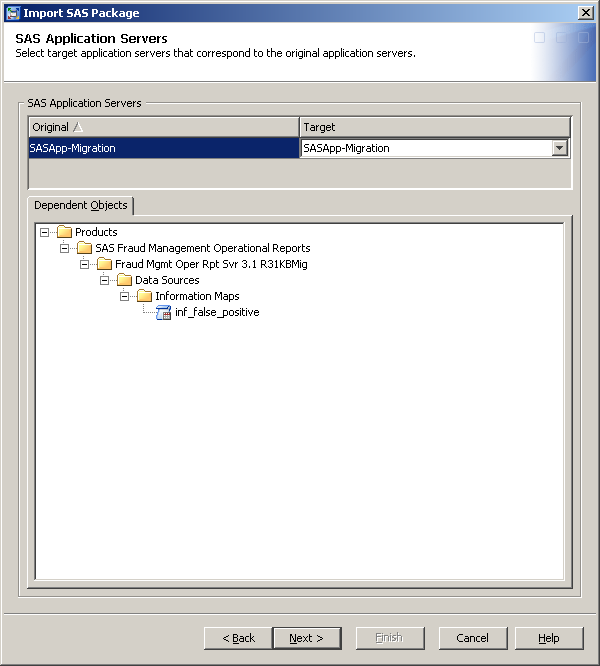 Import SAS Package
SAS Application Servers
Select target application servers that correspond to the original application servers.
SAS Application Servers
Original Target
SASApp-Migration SASApp-Migration
Dependent Objects
Products
SAS Fraud Management Operational Reports
Fraud Mgmt Oper Rpt Svr 3.1 R31KBMig
Data Sources
Information Maps
inf_false_positive
< Back Next > Finish Cancel Help